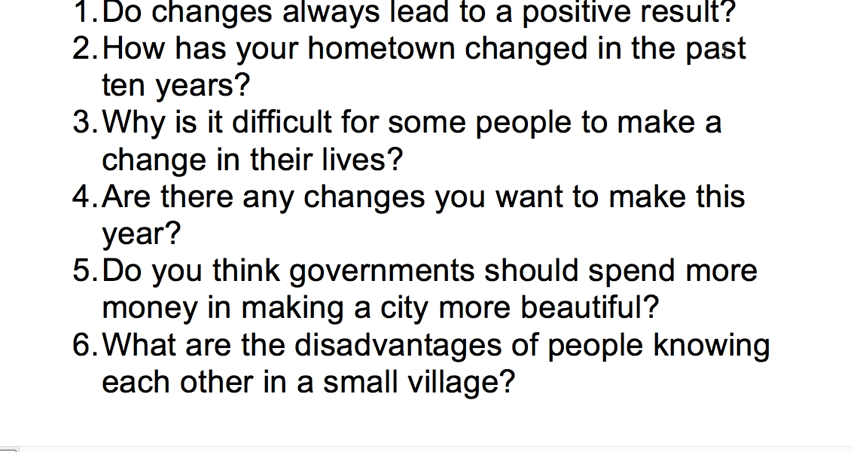 1. Do changes always lead to a positive result?
2. How has your hometown changed in the past
ten years?
3. Why is it difficult for some people to make a
change in their lives?
4. Are there any changes you want to make this
year?
5. Do you think governments should spend more
money in making a city more beautiful?
6. What are the disadvantages of people knowing
each other in a small village?